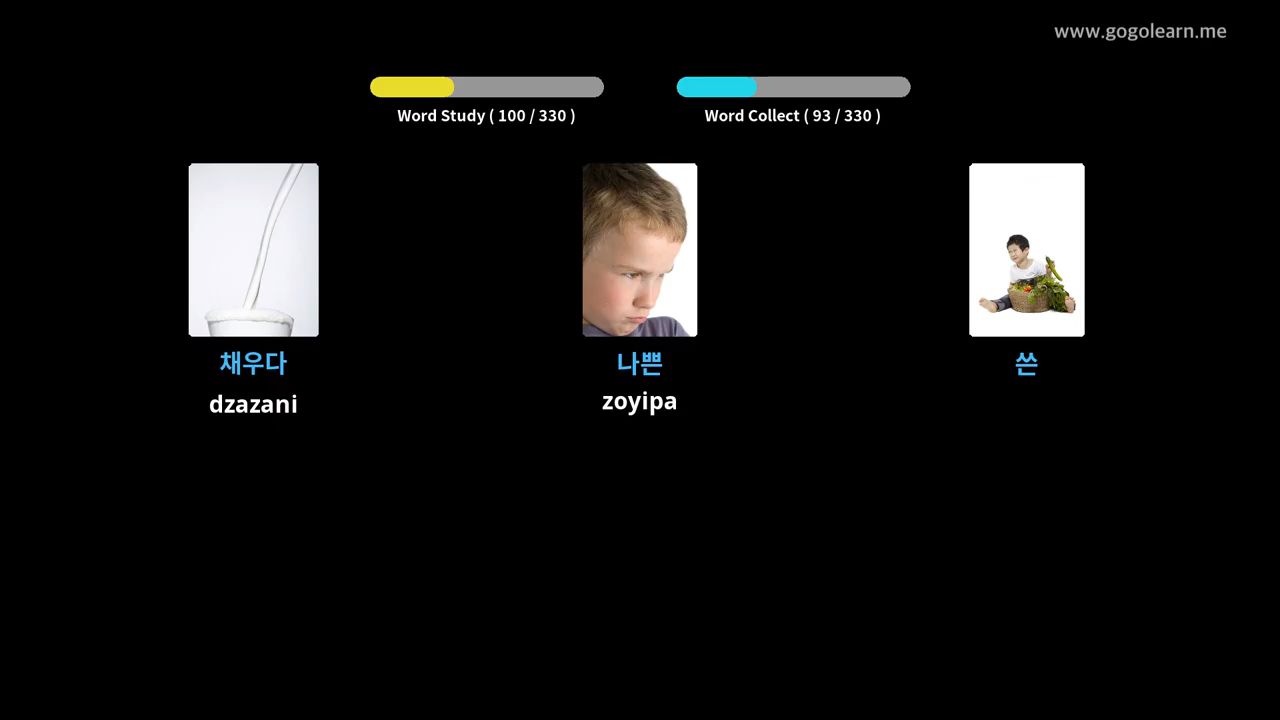 www.gogolearn.me
Word Study ( 100 / 330 )
Word Collect ( 93 / 330 )
채우다
dzazani
나쁜
zoyipa
쓴